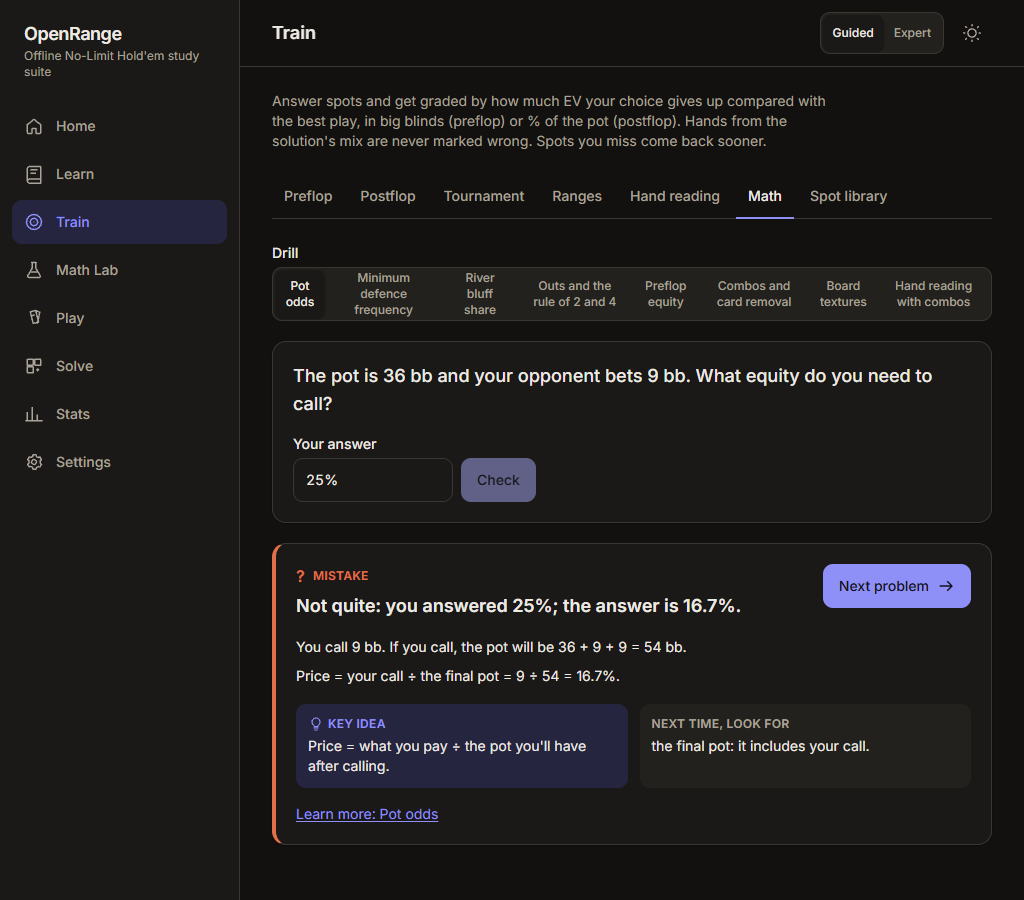 OpenRange
Offline No-Limit Hold'em study
suite
Home
Learn
Train
Math Lab
Play
Solve
Stats
Settings
Train
Guided
Expert
Answer spots and get graded by how much EV your choice gives up compared with
the best play, in big blinds (preflop) or % of the pot (postflop). Hands from the
solution's mix are never marked wrong. Spots you miss come back sooner.
Preflop
Postflop
Tournament
Ranges
Hand reading
Math
Spot library
Drill
Pot
odds
Minimum
defence
frequency
River
bluff
share
Outs and the
rule of 2 and 4
Preflop
equity
Combos and
card removal
Board
textures
Hand reading
with combos
The pot is 36 bb and your opponent bets 9 bb. What equity do you need to
call?
Your answer
25%
Check
? MISTAKE
Next problem →
Not quite: you answered 25%; the answer is 16.7%.
You call 9 bb. If you call, the pot will be 36 + 9 + 9 = 54 bb.
Price = your call ÷ the final pot = 9 ÷ 54 = 16.7%.
KEY IDEA
Price = what you pay ÷ the pot you'll have
after calling.
NEXT TIME, LOOK FOR
the final pot: it includes your call.
Learn more: Pot odds